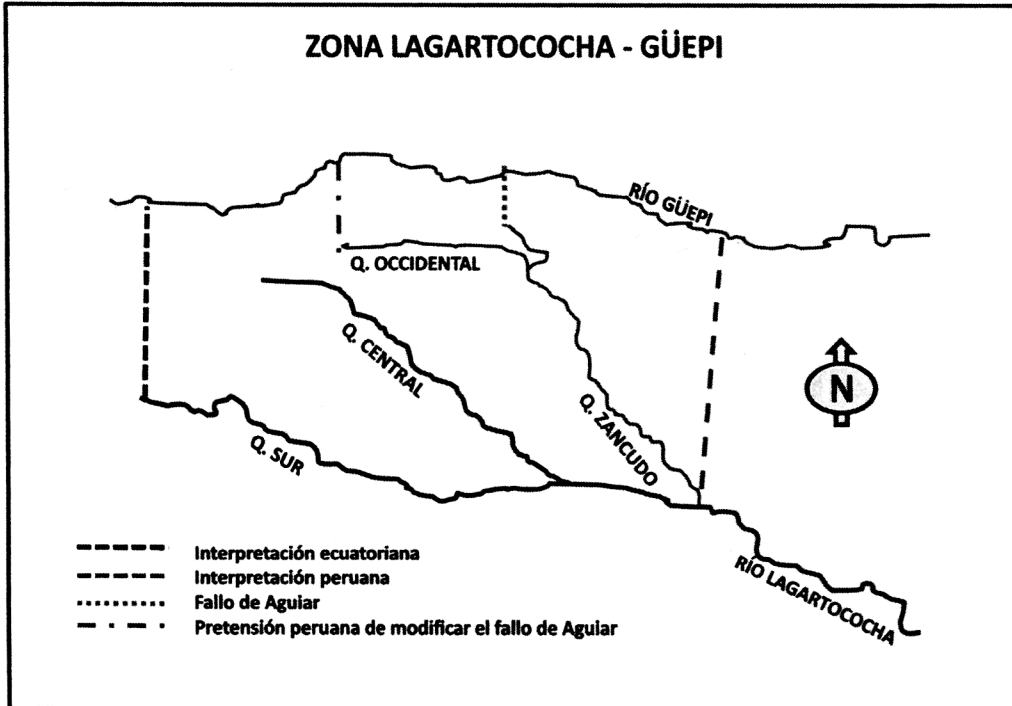 ZONA LAGARTOCOCHA - GÜEPI
RÍO GÜEPI
Q. OCCIDENTAL
Q. CENTRAL
N
Q. ZANCUDO
Q. SUR
RÍO LAGARTOCOCHA
Interpretación ecuatoriana
Interpretación peruana
Fallo de Aguiar
Pretensión peruana de modificar el fallo de Aguiar